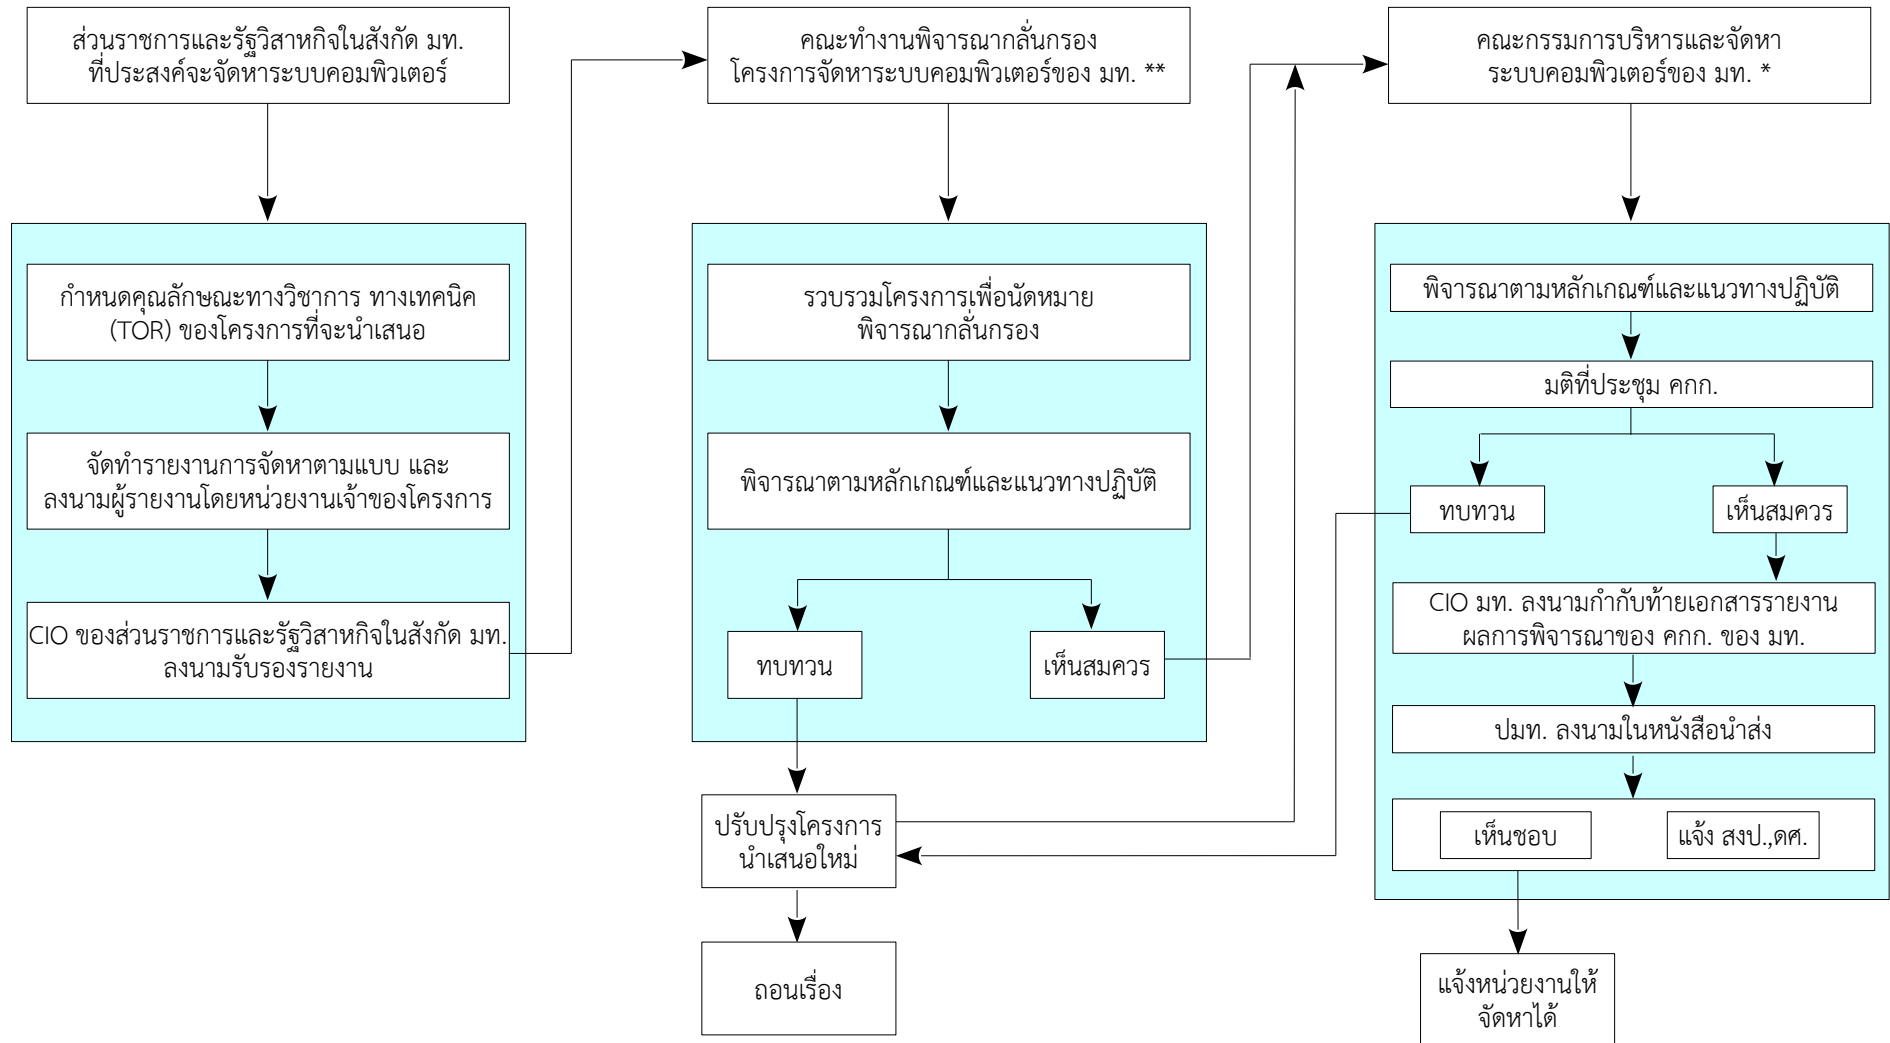 ส่วนราชการและรัฐวิสาหกิจในสังกัด มท.
ที่ประสงค์จะจัดหาระบบคอมพิวเตอร์
กำหนดคุณลักษณะทางวิชาการ ทางเทคนิค
(TOR) ของโครงการที่จะนำเสนอ
จัดทำรายงานการจัดหาตามแบบ และ
ลงนามผู้รายงานโดยหน่วยงานเจ้าของโครงการ
CIO ของส่วนราชการและรัฐวิสาหกิจในสังกัด มท.
ลงนามรับรองรายงาน
คณะทำงานพิจารณากลั่นกรอง
โครงการจัดหาระบบคอมพิวเตอร์ของ มท. **
รวบรวมโครงการเพื่อนัดหมาย
พิจารณากลั่นกรอง
พิจารณาตามหลักเกณฑ์และแนวทางปฏิบัติ
ทบทวน
เห็นสมควร
ปรับปรุงโครงการ
นำเสนอใหม่
ถอนเรื่อง
คณะกรรมการบริหารและจัดหา
ระบบคอมพิวเตอร์ของ มท. *
พิจารณาตามหลักเกณฑ์และแนวทางปฏิบัติ
มติที่ประชุม คกก.
ทบทวน
เห็นสมควร
CIO มท. ลงนามกำกับท้ายเอกสารรายงาน
ผลการพิจารณาของ คกก. ของ มท.
ปมท. ลงนามในหนังสือนำส่ง
เห็นชอบ
แจ้ง สงป.,ดศ.
แจ้งหน่วยงานให้
จัดหาได้